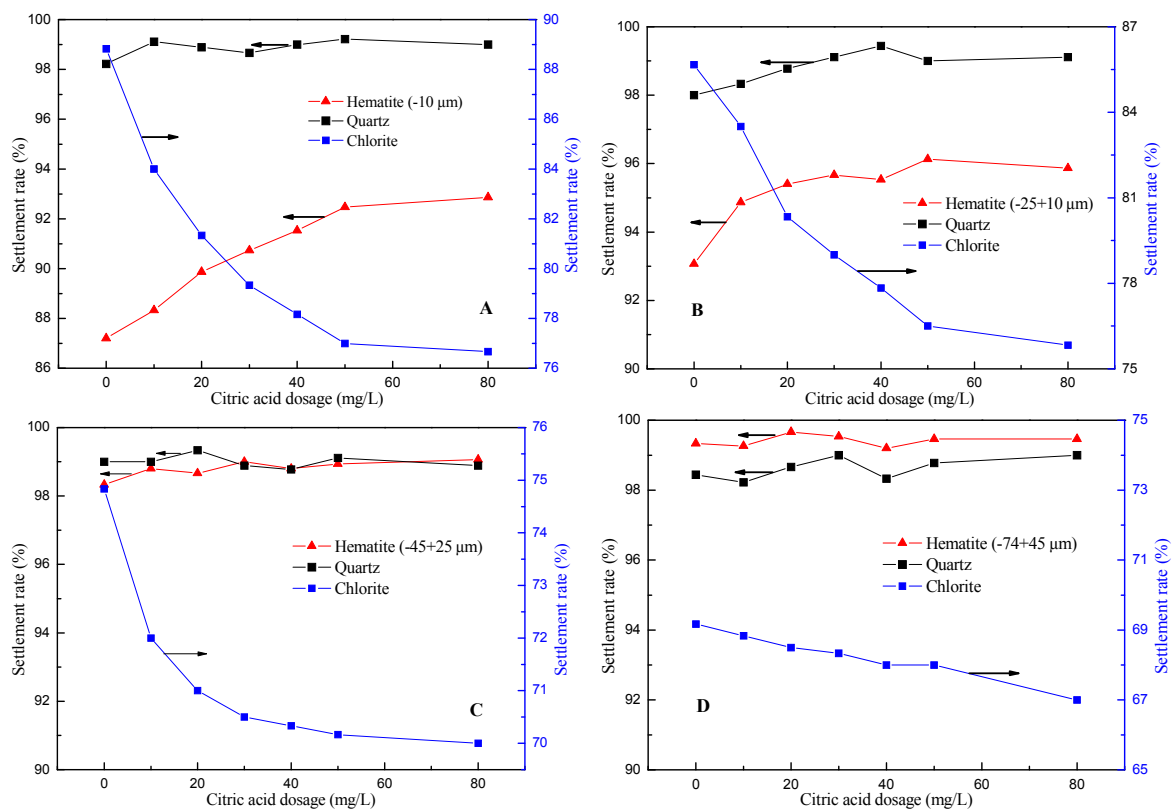 100
98
96
94
92
90
88
86
Settlement rate (%)
90
88
86
84
82
80
78
76
Settlement rate (%)
Hematite (-10 μm)
Quartz
Chlorite
A
0 20 40 60 80
Citric acid dosage (mg/L)
100
98
96
94
92
90
Settlement rate (%)
87
84
81
78
75
Settlement rate (%)
Hematite (-25+10 μm)
Quartz
Chlorite
B
0 20 40 60 80
Citric acid dosage (mg/L)
100
99
98
97
96
95
94
93
92
91
90
Settlement rate (%)
76
75
74
73
72
71
70
Settlement rate (%)
Hematite (-45+25 μm)
Quartz
Chlorite
C
0 20 40 60 80
Citric acid dosage (mg/L)
100
98
96
94
92
90
Settlement rate (%)
75
73
71
69
67
65
Settlement rate (%)
Hematite (-74+45 μm)
Quartz
Chlorite
D
0 20 40 60 80
Citric acid dosage (mg/L)